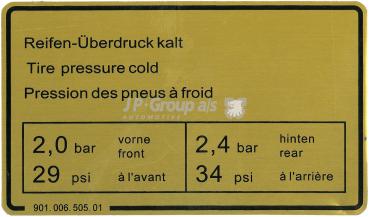 Reifen-Überdruck kalt
Tire pressure cold
Pression des pneus à froid
JP-Group a/s
AUTOMOTIVE
2,0 bar vorne front
29 psi à l'avant
2,4 bar hinten rear
34 psi à l'arrière
901.006.505.01